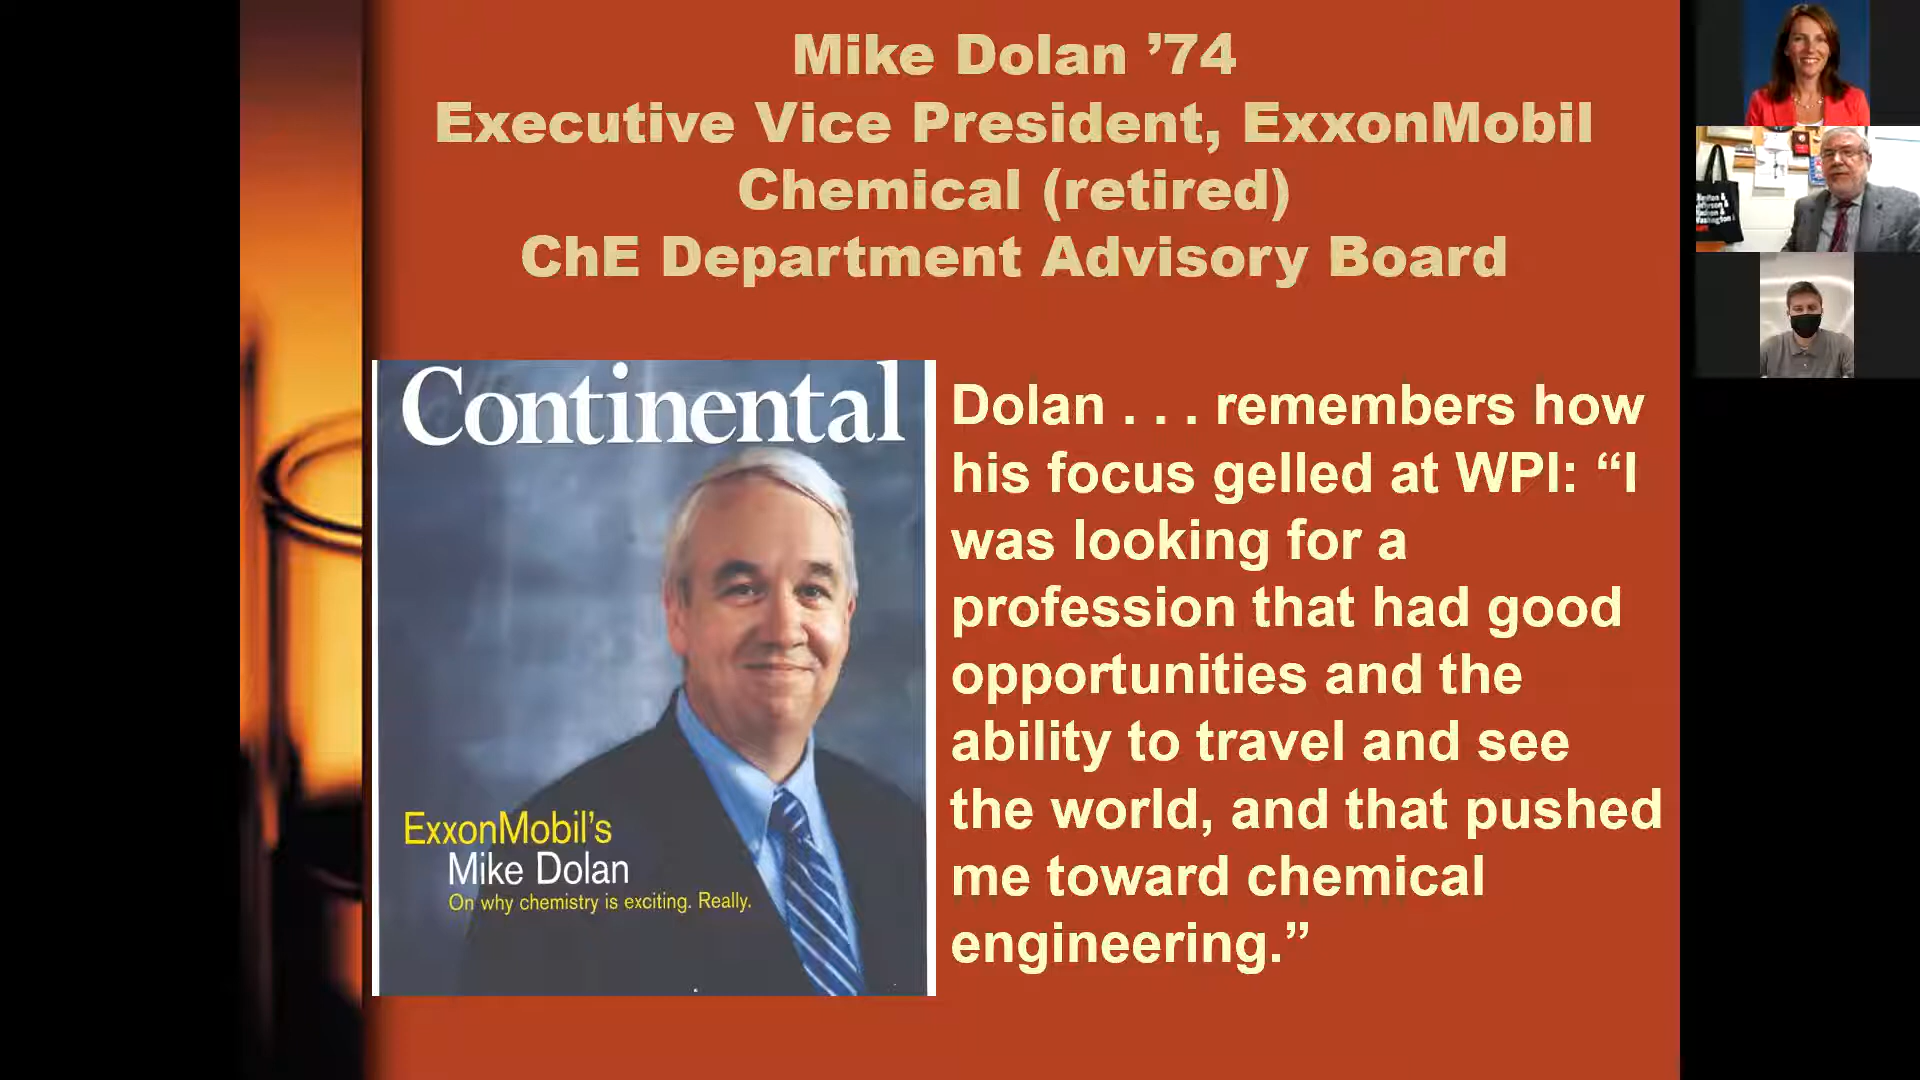 Mike Dolan ’74
Executive Vice President, ExxonMobil
Chemical (retired)
ChE Department Advisory Board
Continental
ExxonMobil’s
Mike Dolan
On why chemistry is exciting. Really.
Dolan . . . remembers how
his focus gelled at WPI: “I
was looking for a
profession that had good
opportunities and the
ability to travel and see
the world, and that pushed
me toward chemical
engineering.”